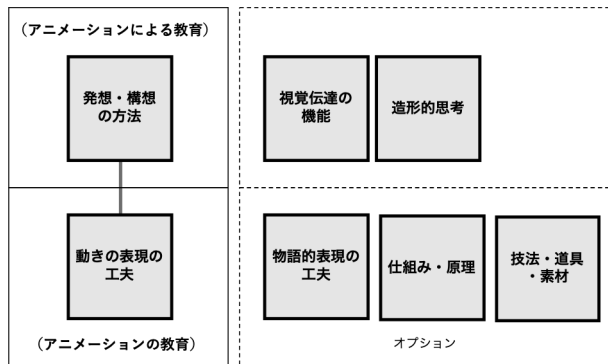 （アニメーションによる教育）
発想・構想
の方法
視覚伝達の
機能
造形的思考
動きの表現の
工夫
物語的表現の
工夫
仕組み・原理
技法・道具
・素材
（アニメーションの教育）
オプション